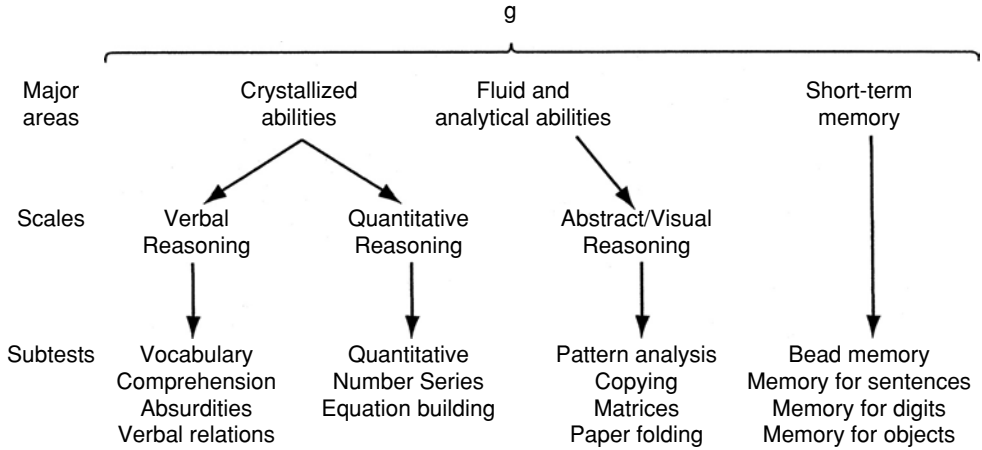 g
Major
areas
Crystallized
abilities
Fluid and
analytical abilities
Short-term
memory
Scales
Verbal
Reasoning
Quantitative
Reasoning
Abstract/Visual
Reasoning
Subtests
Vocabulary
Comprehension
Absurdities
Verbal relations
Quantitative
Number Series
Equation building
Pattern analysis
Copying
Matrices
Paper folding
Bead memory
Memory for sentences
Memory for digits
Memory for objects